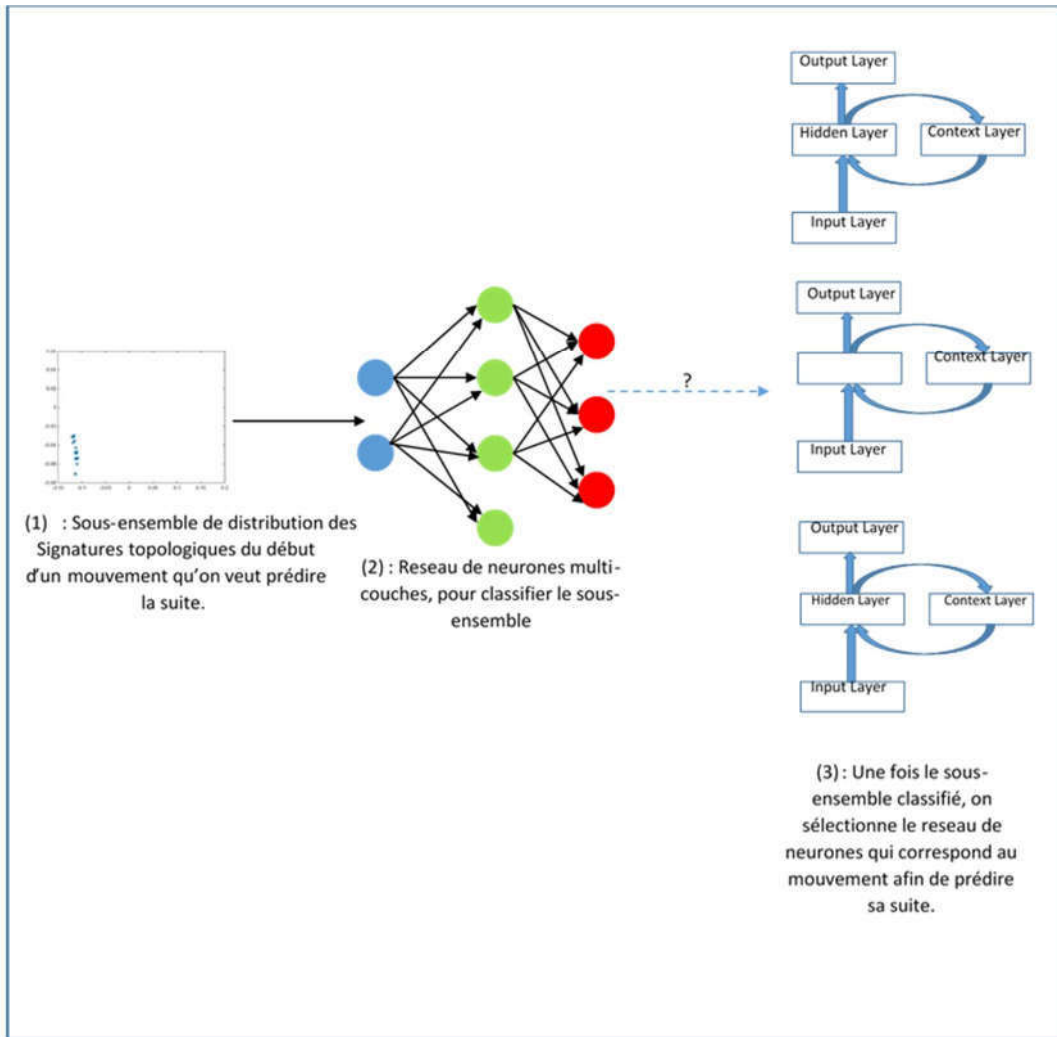 Output Layer
Hidden Layer
Context Layer
Input Layer
Output Layer
Context Layer
Input Layer
?
(1) : Sous-ensemble de distribution des
Signatures topologiques du début
d'un mouvement qu'on veut prédire
la suite.
(2) : Reseau de neurones multi-
couches, pour classifier le sous-
ensemble
Output Layer
Hidden Layer
Context Layer
Input Layer
(3) : Une fois le sous-
ensemble classifié, on
sélectionne le reseau de
neurones qui correspond au
mouvement afin de prédire
sa suite.